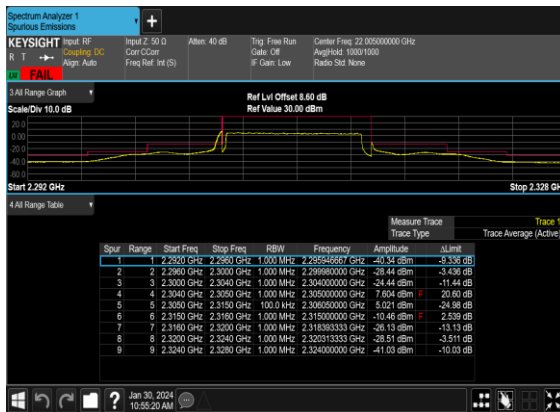 Spectrum Analyzer 1
Spurious Emissions
KEYSIGHT Input: RF Input Z: 50 Ω Atten: 40 dB Trig: Free Run Center Freq: 22.005000000 GHz
R T Coupling: DC Corr CCorr Gate: Off Avg|Hold: 1000/1000
Align: Auto Freq Ref: Int (S) IF Gain: Low Radio Std: None
FAIL
3 All Range Graph
Ref Lvl Offset 8.60 dB
Scale/Div 10.0 dB Ref Value 30.00 dBm
20.0
0.00
-20.0
-40.0
-60.0
Start 2.292 GHz Stop 2.328 GH
4 All Range Table
Measure Trace Trace 1
Trace Type Trace Average (Active)
Spur Range Start Freq Stop Freq RBW Frequency Amplitude ΔLimit
1 1 2.2920 GHz 2.2960 GHz 1.000 MHz 2.295946667 GHz -40.34 dBm -9.336 dB
2 2 2.2960 GHz 2.3000 GHz 1.000 MHz 2.299980000 GHz -28.44 dBm -3.436 dB
3 3 2.3000 GHz 2.3040 GHz 1.000 MHz 2.304000000 GHz -24.44 dBm -11.44 dB
4 4 2.3040 GHz 2.3050 GHz 1.000 MHz 2.305000000 GHz 7.604 dBm F 20.60 dB
5 5 2.3050 GHz 2.3150 GHz 100.0 kHz 2.306050000 GHz 5.021 dBm -24.98 dB
6 6 2.3150 GHz 2.3160 GHz 1.000 MHz 2.315000000 GHz -10.46 dBm F 2.539 dB
7 7 2.3160 GHz 2.3200 GHz 1.000 MHz 2.318393333 GHz -26.13 dBm -13.13 dB
8 8 2.3200 GHz 2.3240 GHz 1.000 MHz 2.320313333 GHz -28.51 dBm -3.511 dB
9 9 2.3240 GHz 2.3280 GHz 1.000 MHz 2.324000000 GHz -41.03 dBm -10.03 dB
Jan 30, 2024
10:55:20 AM